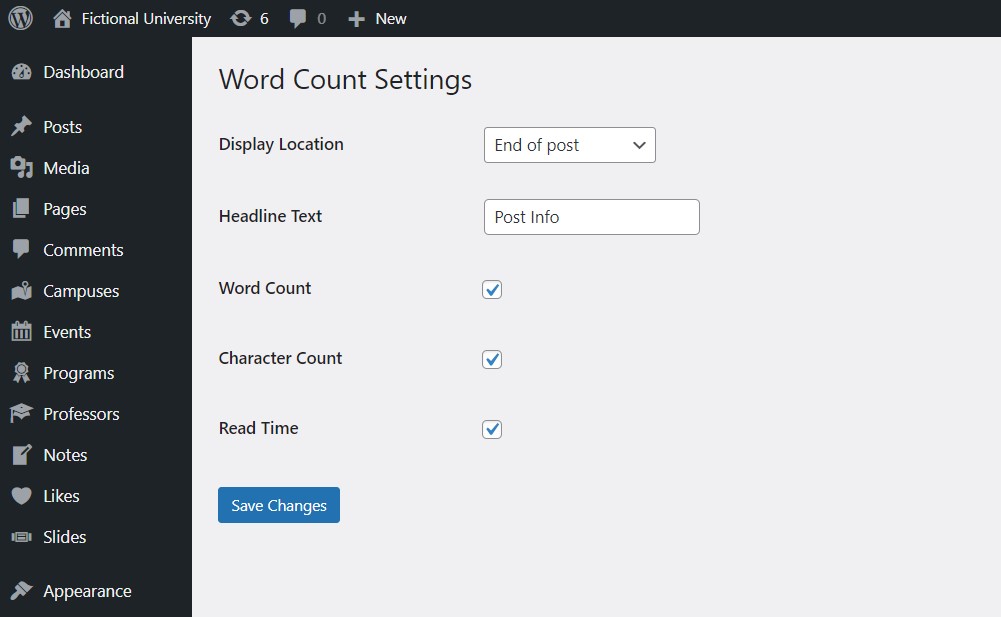 Fictional University 6 0 New
Dashboard
Posts
Media
Pages
Comments
Campuses
Events
Programs
Professors
Notes
Likes
Slides
Appearance
Word Count Settings
Display Location End of post
Headline Text Post Info
Word Count
Character Count
Read Time
Save Changes